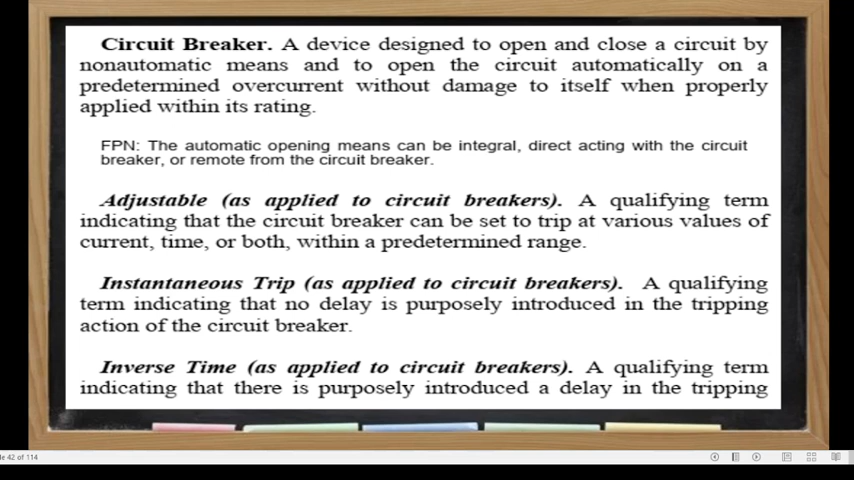 Circuit Breaker. A device designed to open and close a circuit by
nonautomatic means and to open the circuit automatically on a
predetermined overcurrent without damage to itself when properly
applied within its rating.
FPN: The automatic opening means can be integral, direct acting with the circuit
breaker, or remote from the circuit breaker.
Adjustable (as applied to circuit breakers). A qualifying term
indicating that the circuit breaker can be set to trip at various values of
current, time, or both, within a predetermined range.
Instantaneous Trip (as applied to circuit breakers). A qualifying
term indicating that no delay is purposely introduced in the tripping
action of the circuit breaker.
Inverse Time (as applied to circuit breakers). A qualifying term
indicating that there is purposely introduced a delay in the tripping
de 42 of 114